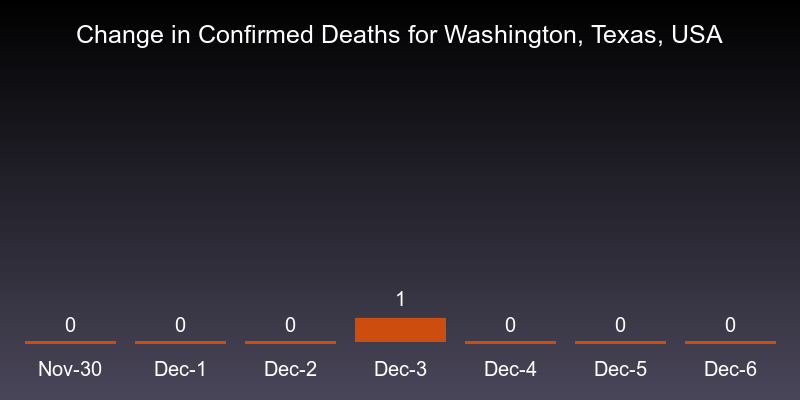 Change in Confirmed Deaths for Washington, Texas, USA
1
0 0 0 0 0 0
Nov-30 Dec-1 Dec-2 Dec-3 Dec-4 Dec-5 Dec-6